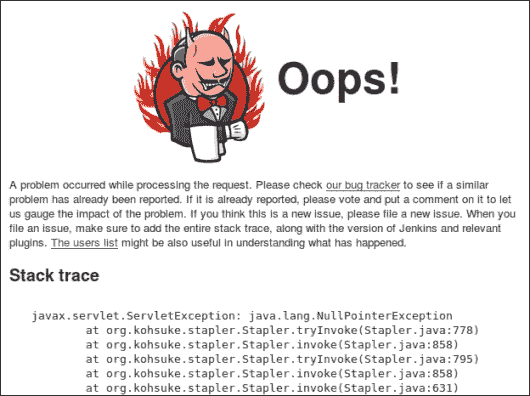 Oops!
A problem occurred while processing the request. Please check our bug tracker to see if a similar
problem has already been reported. If it is already reported, please vote and put a comment on it to let
us gauge the impact of the problem. If you think this is a new issue, please file a new issue. When you
file an issue, make sure to add the entire stack trace, along with the version of Jenkins and relevant
plugins. The users list might be also useful in understanding what has happened.
Stack trace
javax.servlet.ServletException: java.lang.NullPointerException
at org.kohsuke.stapler.Stapler.tryInvoke(Stapler.java:778)
at org.kohsuke.stapler.Stapler.invoke(Stapler.java:858)
at org.kohsuke.stapler.Stapler.tryInvoke(Stapler.java:795)
at org.kohsuke.stapler.Stapler.invoke(Stapler.java:858)
at org.kohsuke.stapler.Stapler.invoke(Stapler.java:631)